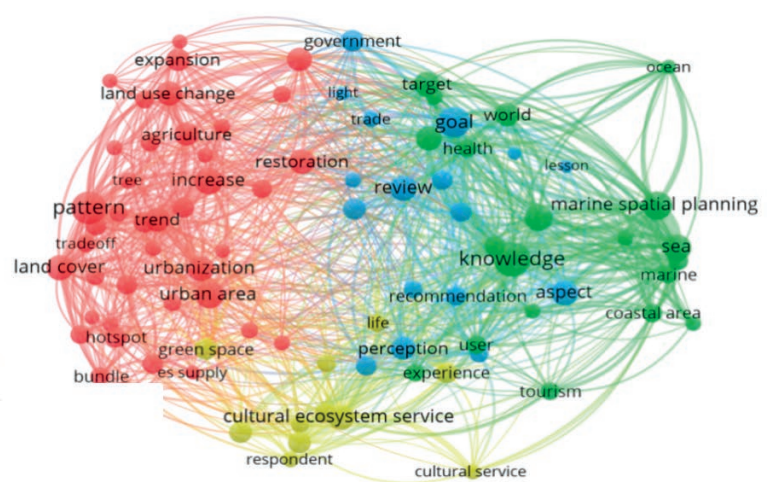 government
expansion
ocean
target
land use change
light
trade
goal
world
agriculture
health
restoration
lesson
tree
increase
review
pattern
marine spatial planning
trend
tradeoff
sea
knowledge
land cover
urbanization
marine
urban area
recommendation
aspect
coastal area
life
hotspot
green space
perception
user
bundle
es supply
experience
tourism
cultural ecosystem service
respondent
cultural service